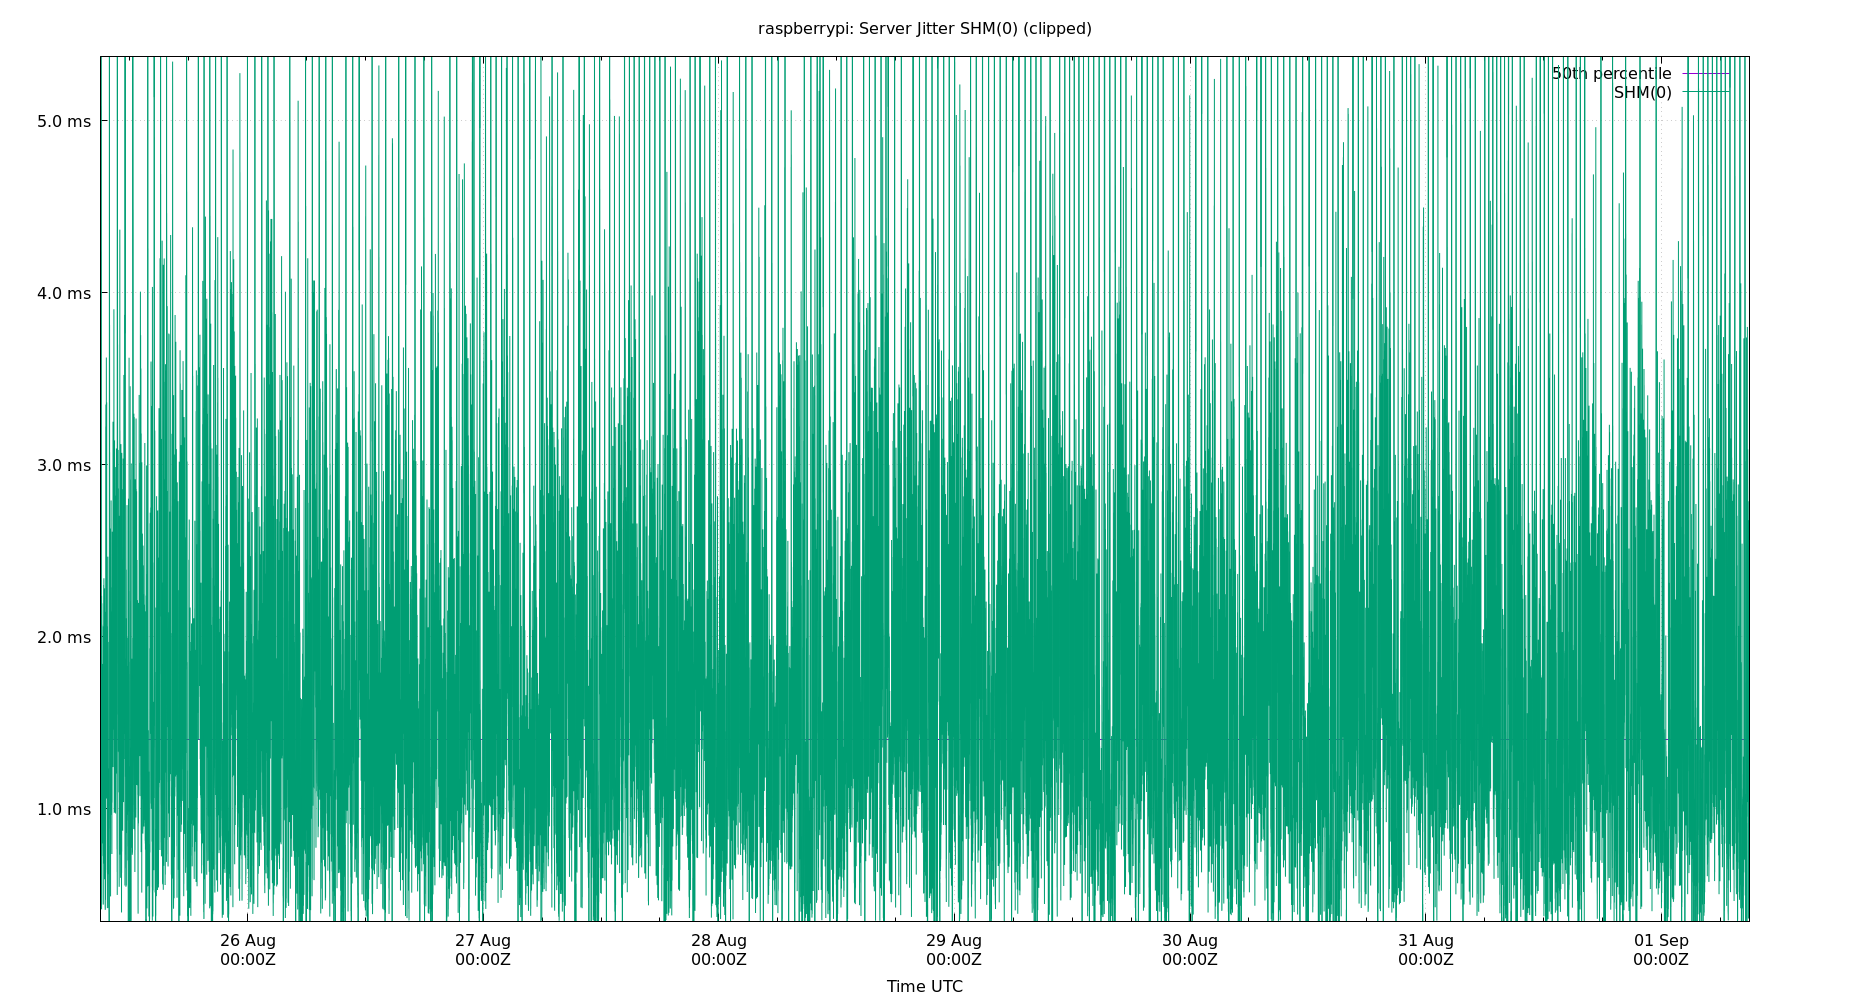 raspberrypi: Server Jitter SHM(0) (clipped)
50th percentile
SHM(0)
5.0 ms
4.0 ms
3.0 ms
2.0 ms
1.0 ms
26 Aug 27 Aug 28 Aug 29 Aug 30 Aug 31 Aug 01 Sep
00:00Z 00:00Z 00:00Z 00:00Z 00:00Z 00:00Z 00:00Z
Time UTC